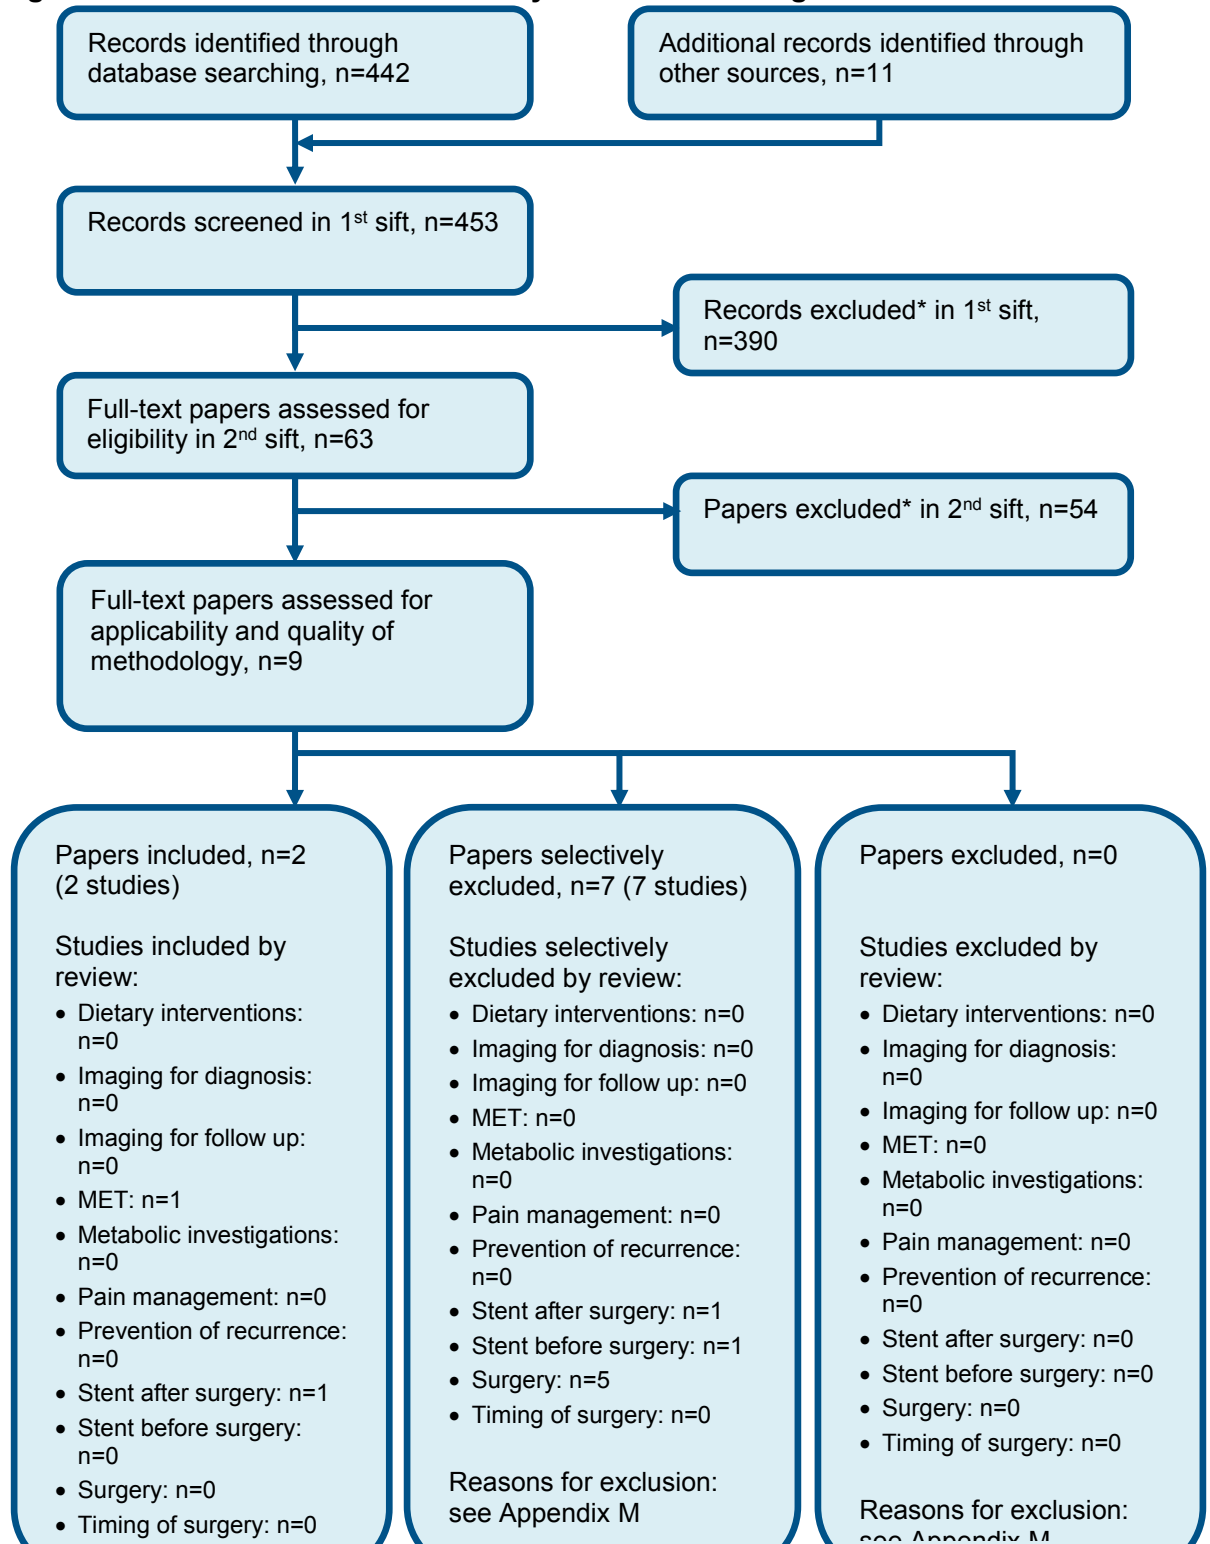 Records identified through
database searching, n=442
Additional records identified through
other sources, n=11
Records screened in 1st sift, n=453
Records excluded* in 1st sift,
n=390
Full-text papers assessed for
eligibility in 2nd sift, n=63
Papers excluded* in 2nd sift, n=54
Full-text papers assessed for
applicability and quality of
methodology, n=9
Papers included, n=2
(2 studies)
Studies included by
review:
• Dietary interventions:
n=0
• Imaging for diagnosis:
n=0
• Imaging for follow up:
n=0
• MET: n=1
• Metabolic investigations:
n=0
• Pain management: n=0
• Prevention of recurrence:
n=0
• Stent after surgery: n=1
• Stent before surgery:
n=0
• Surgery: n=0
• Timing of surgery: n=0
Papers selectively
excluded, n=7 (7 studies)
Studies selectively
excluded by review:
• Dietary interventions: n=0
• Imaging for diagnosis: n=0
• Imaging for follow up: n=0
• MET: n=0
• Metabolic investigations:
n=0
• Pain management: n=0
• Prevention of recurrence:
n=0
• Stent after surgery: n=1
• Stent before surgery: n=1
• Surgery: n=5
• Timing of surgery: n=0
Reasons for exclusion:
see Appendix M
Papers excluded, n=0
Studies excluded by
review:
• Dietary interventions: n=0
• Imaging for diagnosis:
n=0
• Imaging for follow up: n=0
• MET: n=0
• Metabolic investigations:
n=0
• Pain management: n=0
• Prevention of recurrence:
n=0
• Stent after surgery: n=0
• Stent before surgery: n=0
• Surgery: n=0
• Timing of surgery: n=0
Reasons for exclusion:
see Appendix M